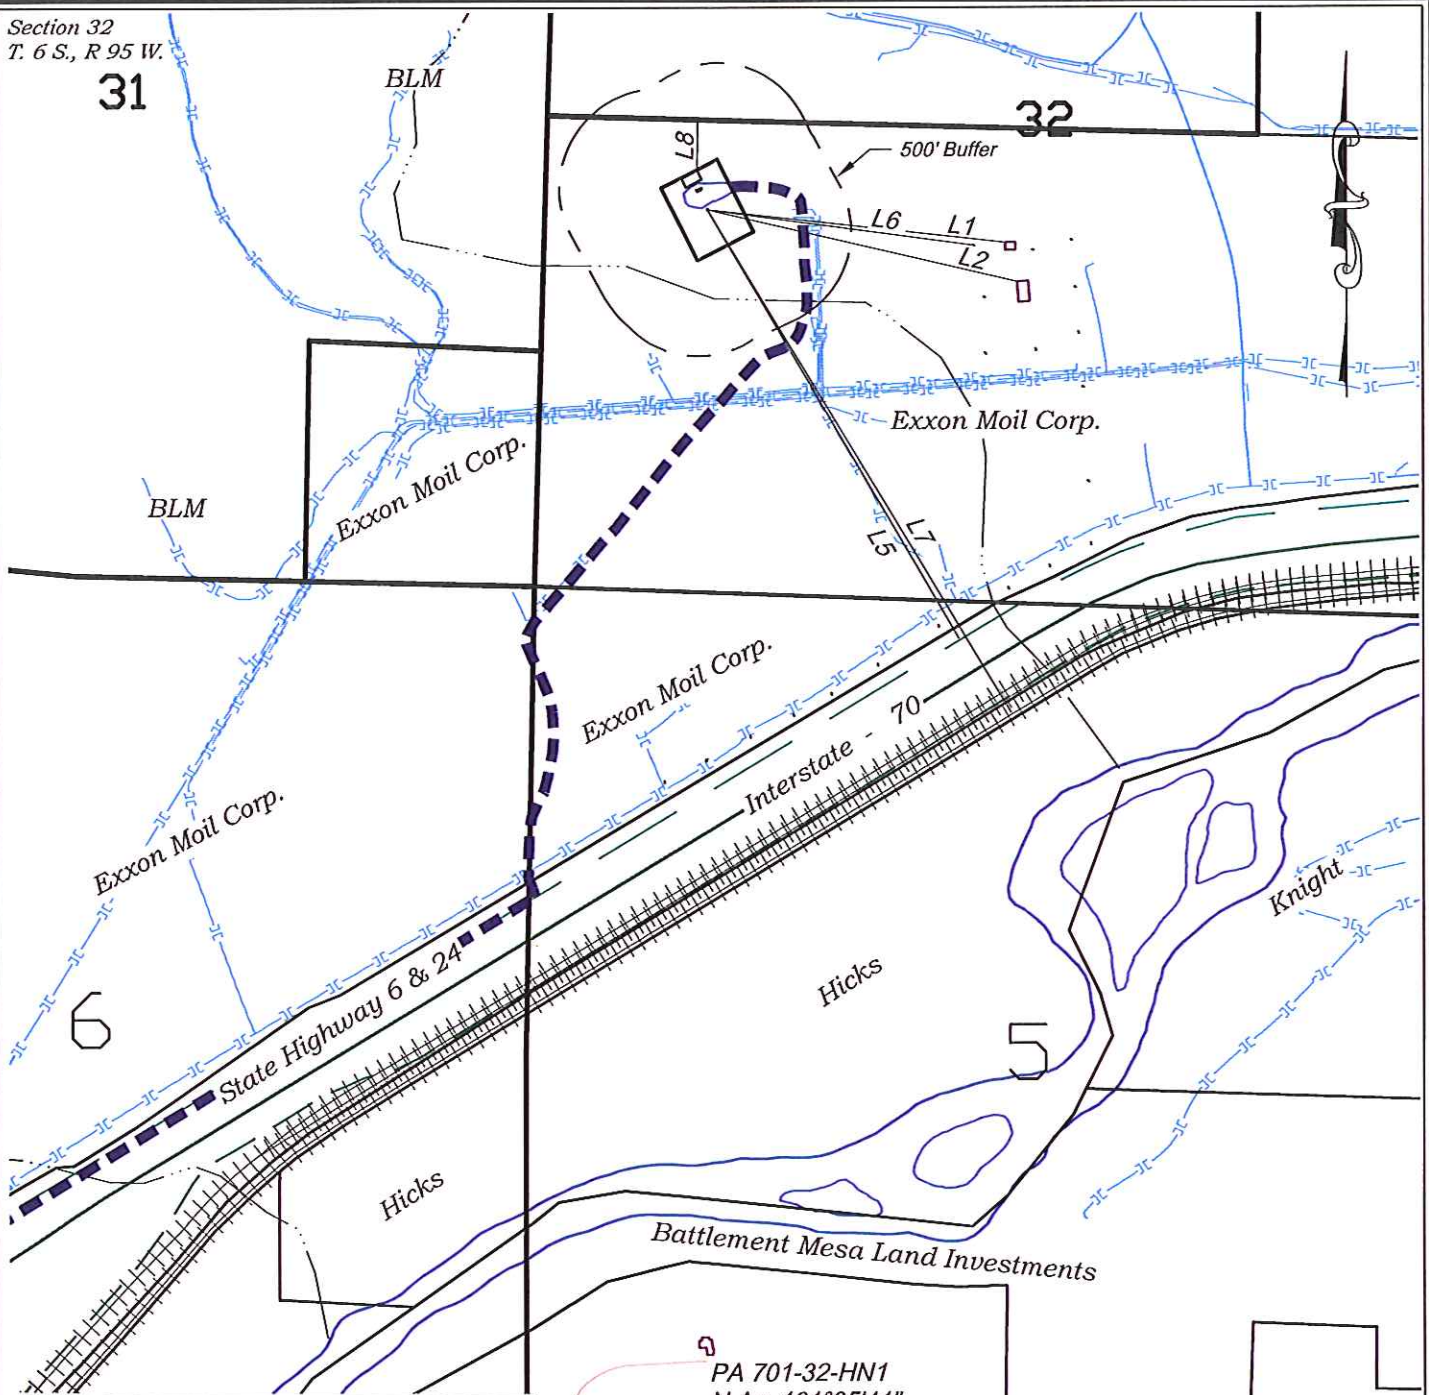 Section 32
T. 6 S., R 95 W.
31
BLM
32
L8
500' Buffer
L6
L1
L2
Exxon Moil Corp.
Exxon Moil Corp.
BLM
L7
L5
Exxon Moil Corp.
Interstate - 70
Exxon Moil Corp.
Knight
Hicks
6
State Highway 6 & 24
5
Hicks
Battlement Mesa Land Investments
PA 701-32-HN1